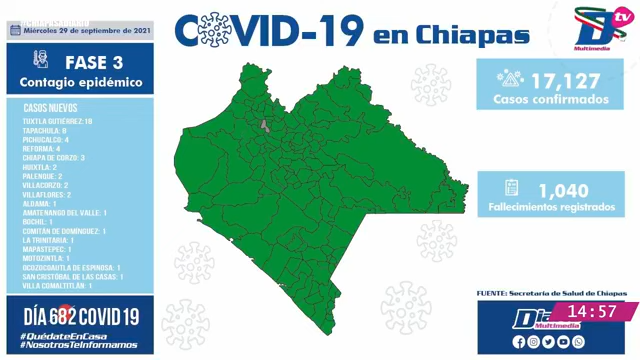 Miércoles 29 de septiembre de 2021
FASE 3
Contagio epidémico
CASOS NUEVOS
TUXTLA GUTIÉRREZ:18
TAPACHULA: 8
PICHUCALCO: 4
REFORMA: 4
CHIAPA DE CORZO: 3
HUIXTLA: 2
PALENQUE: 2
VILLACORZO: 2
VILLAFLORES: 2
ALDAMA: 1
AMATENANGO DEL VALLE: 1
BOCHIL: 1
COMITÁN DE DOMÍNGUEZ: 1
LA TRINITARIA: 1
MAPASTEPEC: 1
MOTOZINTLA: 1
OCOZOCOAUTLA DE ESPINOSA: 1
SAN CRISTÓBAL DE LAS CASAS: 1
VILLA COMALTITLÁN: 1
DÍA 682 COVID 19
#QuédateEnCasa
#NosotrosTeInformamos
COVID-19 en Chiapas
tv
Multimedia
17,127
Casos confirmados
1,040
Fallecimientos registrados
FUENTE: Secretaría de Salud de Chiapas
Multimedia
14:57